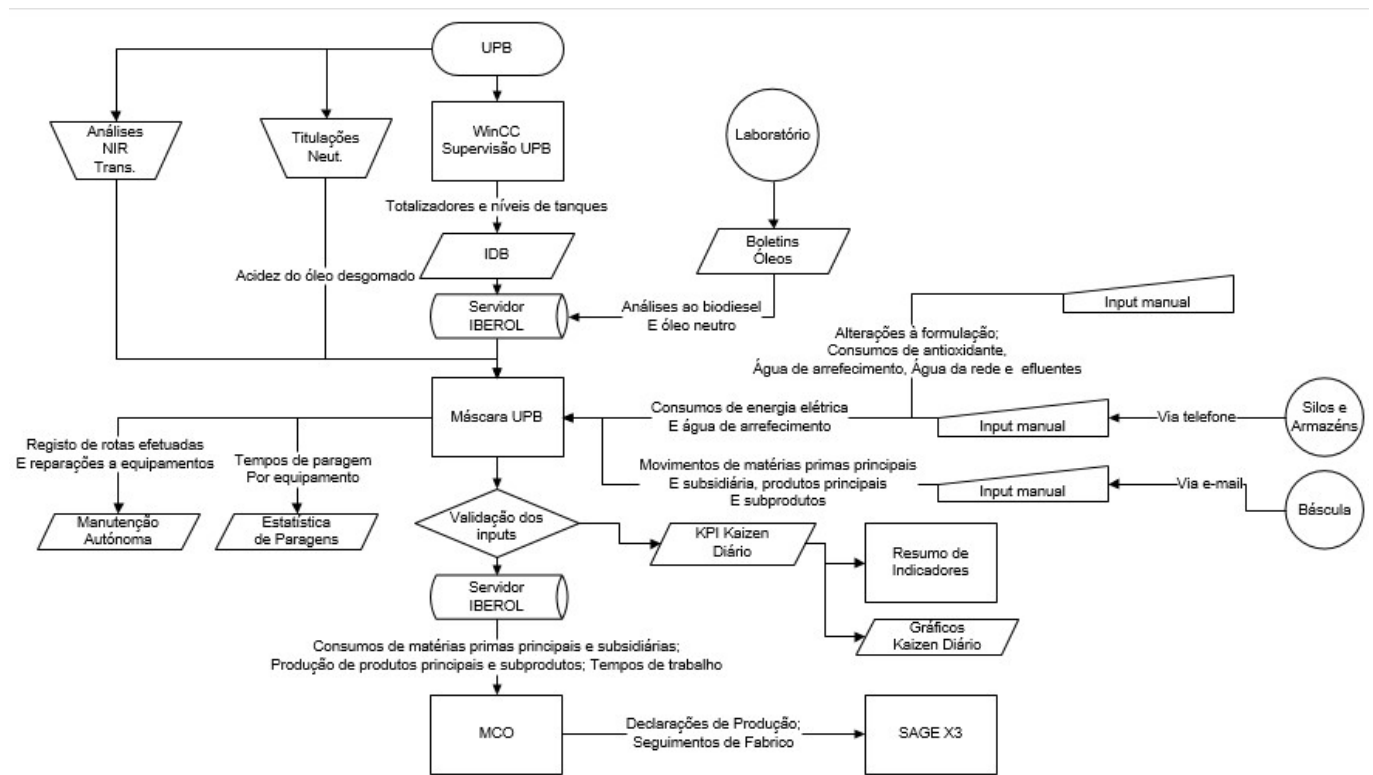 UPB
Análises
NIR
Trans.
Titulações
Neut.
WinCC
Supervisão UPB
Laboratório
Totalizadores e níveis de tanques
Boletins
Óleos
IDB
Acidez do óleo desgomado
Servidor
IBEROL
Análises ao biodiesel
E óleo neutro
Input manual
Alterações à formulação;
Consumos de antioxidante,
Água de arrefecimento, Água da rede e efluentes
Máscara UPB
Consumos de energia elétrica
E água de arrefecimento
Input manual
Via telefone
Silos e
Armazéns
Registo de rotas efetuadas
E reparações a equipamentos
Tempos de paragem
Por equipamento
Movimentos de matérias primas principais
E subsidiária, produtos principais
E subprodutos
Input manual
Via e-mail
Báscula
Manutenção
Autónoma
Estatística
de Paragens
Validação dos
inputs
KPI Kaizen
Diário
Resumo de
Indicadores
Servidor
IBEROL
Gráficos
Kaizen Diário
Consumos de matérias primas principais e subsidiárias;
Produção de produtos principais e subprodutos; Tempos de trabalho
MCO
Declarações de Produção;
Seguimentos de Fabrico
SAGE X3